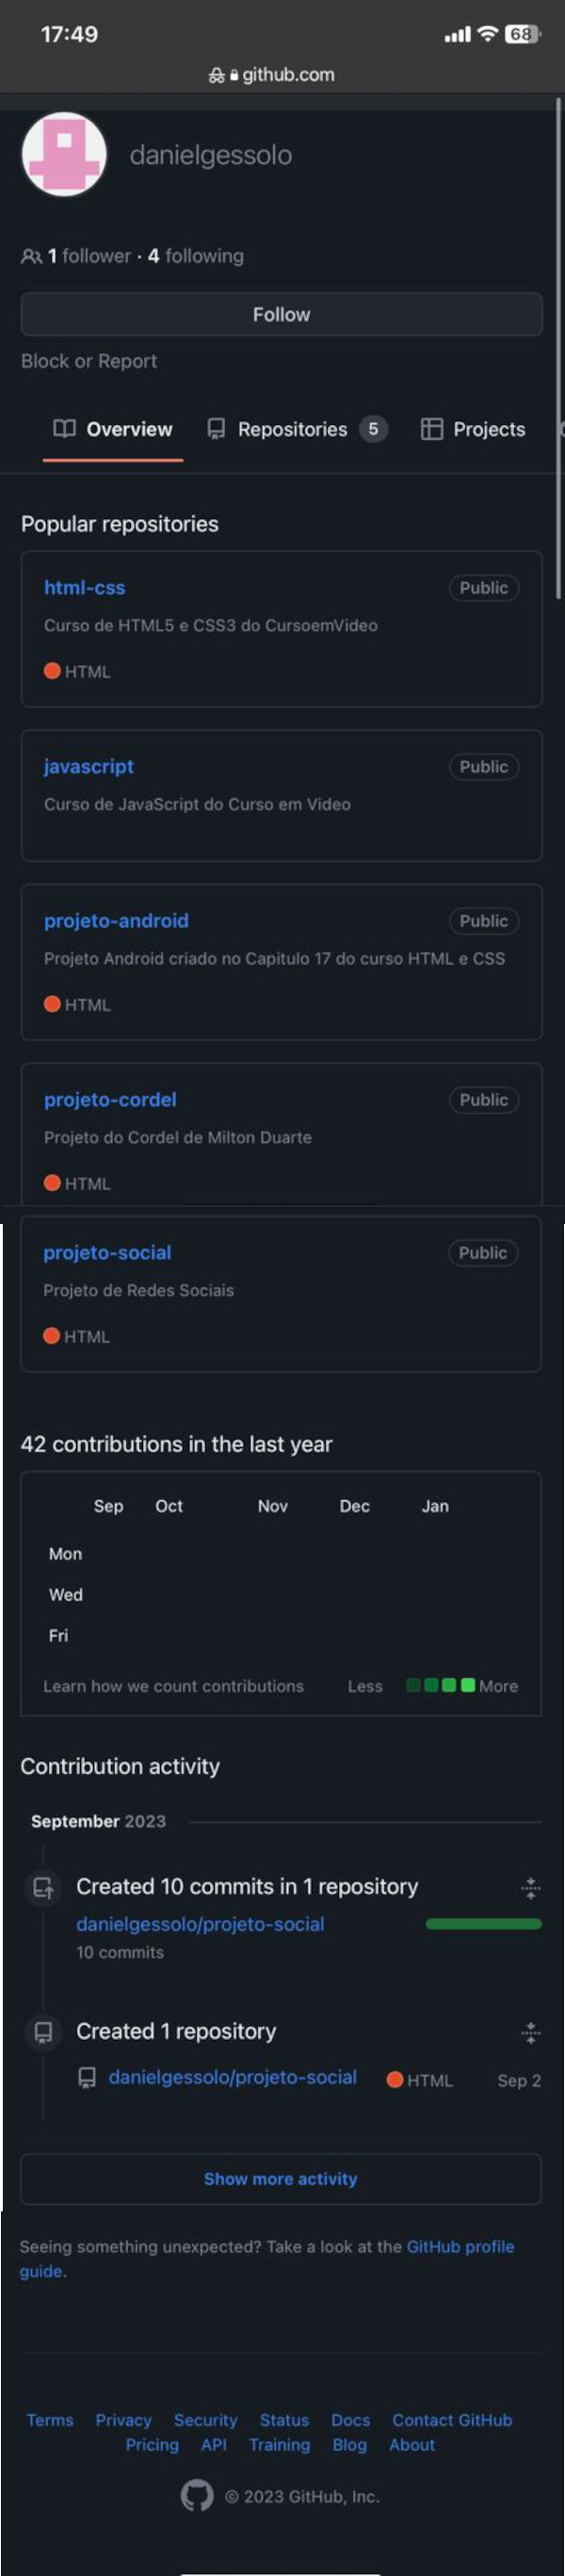 17:49
68
github.com
danielgessolo
1 follower · 4 following
Follow
Block or Report
Overview Repositories 5 Projects
Popular repositories
html-css Public
Curso de HTML5 e CSS3 do CursoemVideo
HTML
javascript Public
Curso de JavaScript do Curso em Video
projeto-android Public
Projeto Android criado no Capitulo 17 do curso HTML e CSS
HTML
projeto-cordel Public
Projeto do Cordel de Milton Duarte
HTML
projeto-social Public
Projeto de Redes Sociais
HTML
42 contributions in the last year
Sep Oct Nov Dec Jan
Mon
Wed
Fri
Learn how we count contributions Less More
Contribution activity
September 2023
Created 10 commits in 1 repository
danielgessolo/projeto-social
10 commits
Created 1 repository
danielgessolo/projeto-social HTML Sep 2
Show more activity
Seeing something unexpected? Take a look at the GitHub profile
guide.
Terms Privacy Security Status Docs Contact GitHub
Pricing API Training Blog About
© 2023 GitHub, Inc.